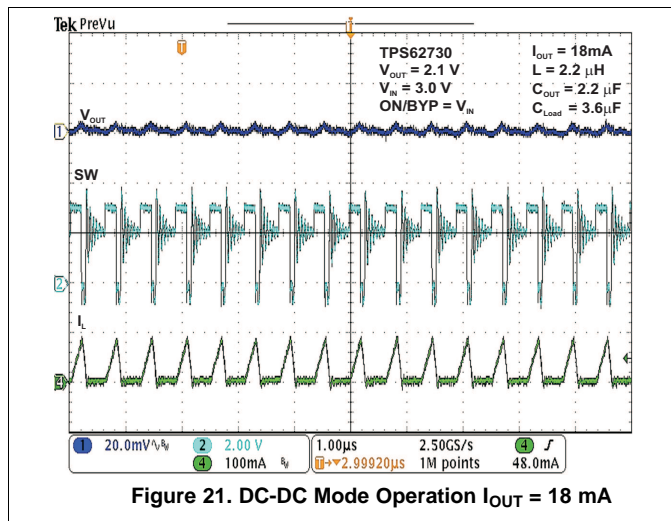 Tek PreVu
T
T
TPS62730
V_OUT = 2.1 V
V_IN = 3.0 V
ON/BYP = V_IN
I_OUT = 18mA
L = 2.2 µH
C_OUT = 2.2 µF
C_Load = 3.6µF
V_OUT
1
SW
2
I_L
4
1 20.0mV∿B_W 2 2.00 V
4 100mA B_W
1.00µs 2.50GS/s 4 ʃ
T→▼2.99920µs 1M points 48.0mA
Figure 21. DC-DC Mode Operation I_OUT = 18 mA